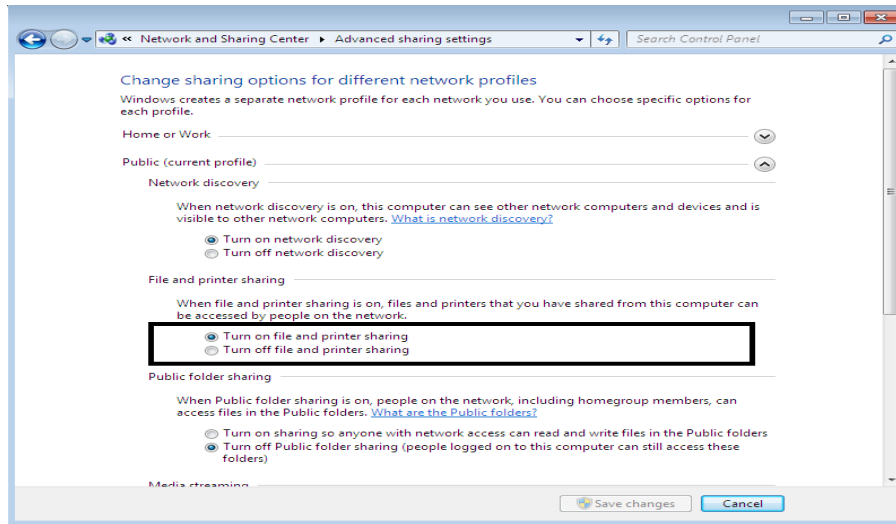 « Network and Sharing Center ▸ Advanced sharing settings
Search Control Panel
Change sharing options for different network profiles
Windows creates a separate network profile for each network you use. You can choose specific options for
each profile.
Home or Work
Public (current profile)
Network discovery
When network discovery is on, this computer can see other network computers and devices and is
visible to other network computers. What is network discovery?
Turn on network discovery
Turn off network discovery
File and printer sharing
When file and printer sharing is on, files and printers that you have shared from this computer can
be accessed by people on the network.
Turn on file and printer sharing
Turn off file and printer sharing
Public folder sharing
When Public folder sharing is on, people on the network, including homegroup members, can
access files in the Public folders. What are the Public folders?
Turn on sharing so anyone with network access can read and write files in the Public folders
Turn off Public folder sharing (people logged on to this computer can still access these
folders)
Media streaming
Save changes
Cancel